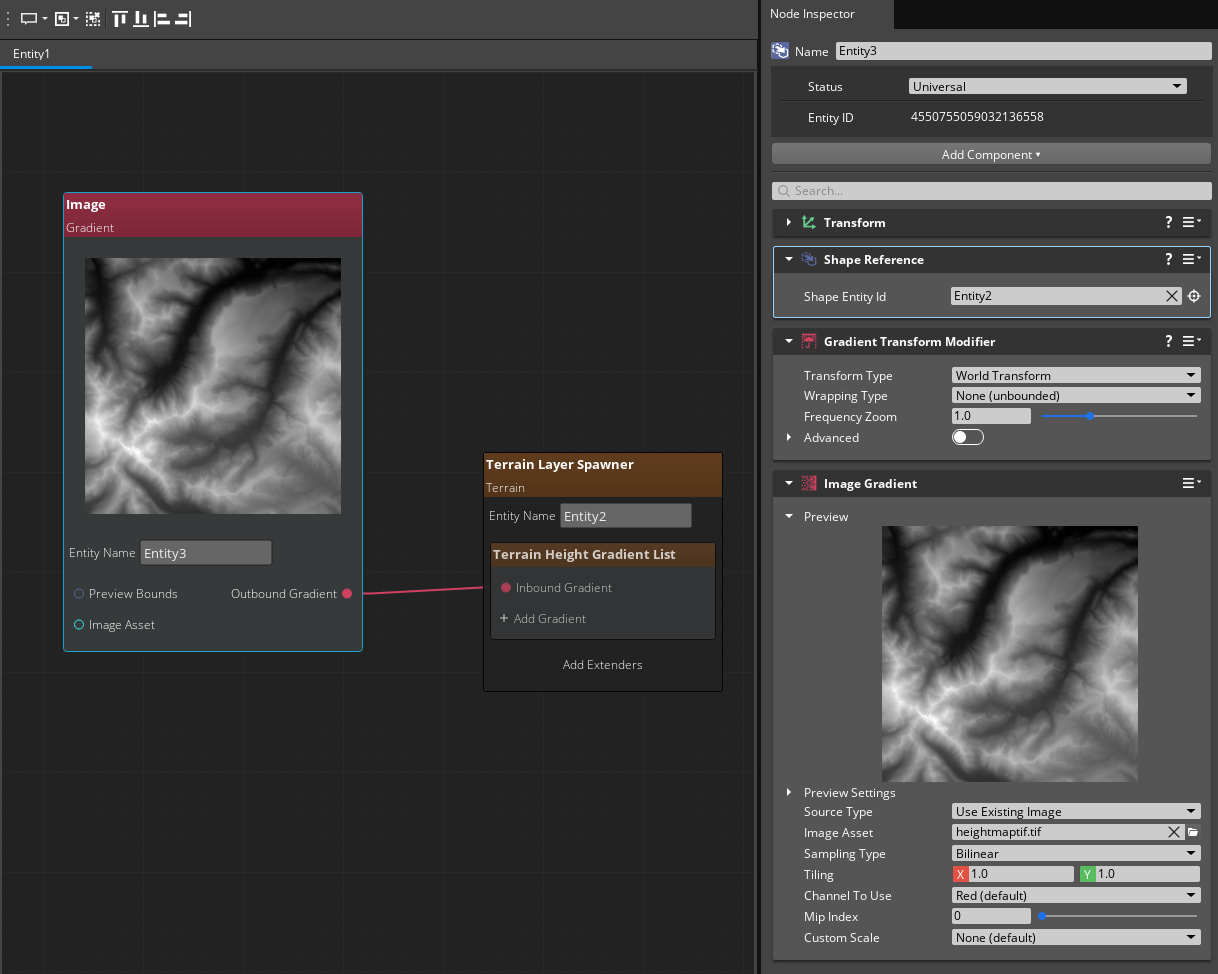 Entity1
Image
Gradient
Entity Name Entity3
Preview Bounds Outbound Gradient
Image Asset
Terrain Layer Spawner
Terrain
Entity Name Entity2
Terrain Height Gradient List
Inbound Gradient
+ Add Gradient
Add Extenders
Node Inspector
Name Entity3
Status Universal
Entity ID 4550755059032136558
Add Component
Search...
Transform ?
Shape Reference ?
Shape Entity Id Entity2
Gradient Transform Modifier ?
Transform Type World Transform
Wrapping Type None (unbounded)
Frequency Zoom 1.0
Advanced
Image Gradient
Preview
Preview Settings
Source Type Use Existing Image
Image Asset heightmaptif.tif
Sampling Type Bilinear
Tiling X 1.0 Y 1.0
Channel To Use Red (default)
Mip Index 0
Custom Scale None (default)